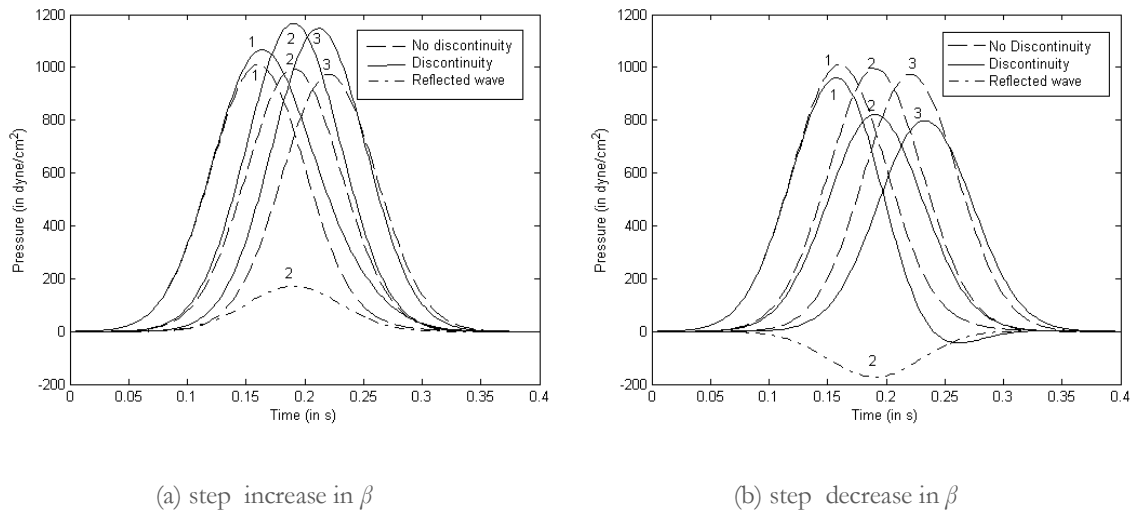 1200
1000
800
600
400
200
0
-200
Pressure (in dyne/cm²)
0 0.05 0.1 0.15 0.2 0.25 0.3 0.35 0.4
Time (in s)
1 2 3
1 2 3
2
No discontinuity
Discontinuity
Reflected wave
(a) step increase in β
1200
1000
800
600
400
200
0
-200
Pressure (in dyne/cm²)
0 0.05 0.1 0.15 0.2 0.25 0.3 0.35 0.4
Time (in s)
1 2 3
1 2 3
2
No Discontinuity
Discontinuity
Reflected wave
(b) step decrease in β